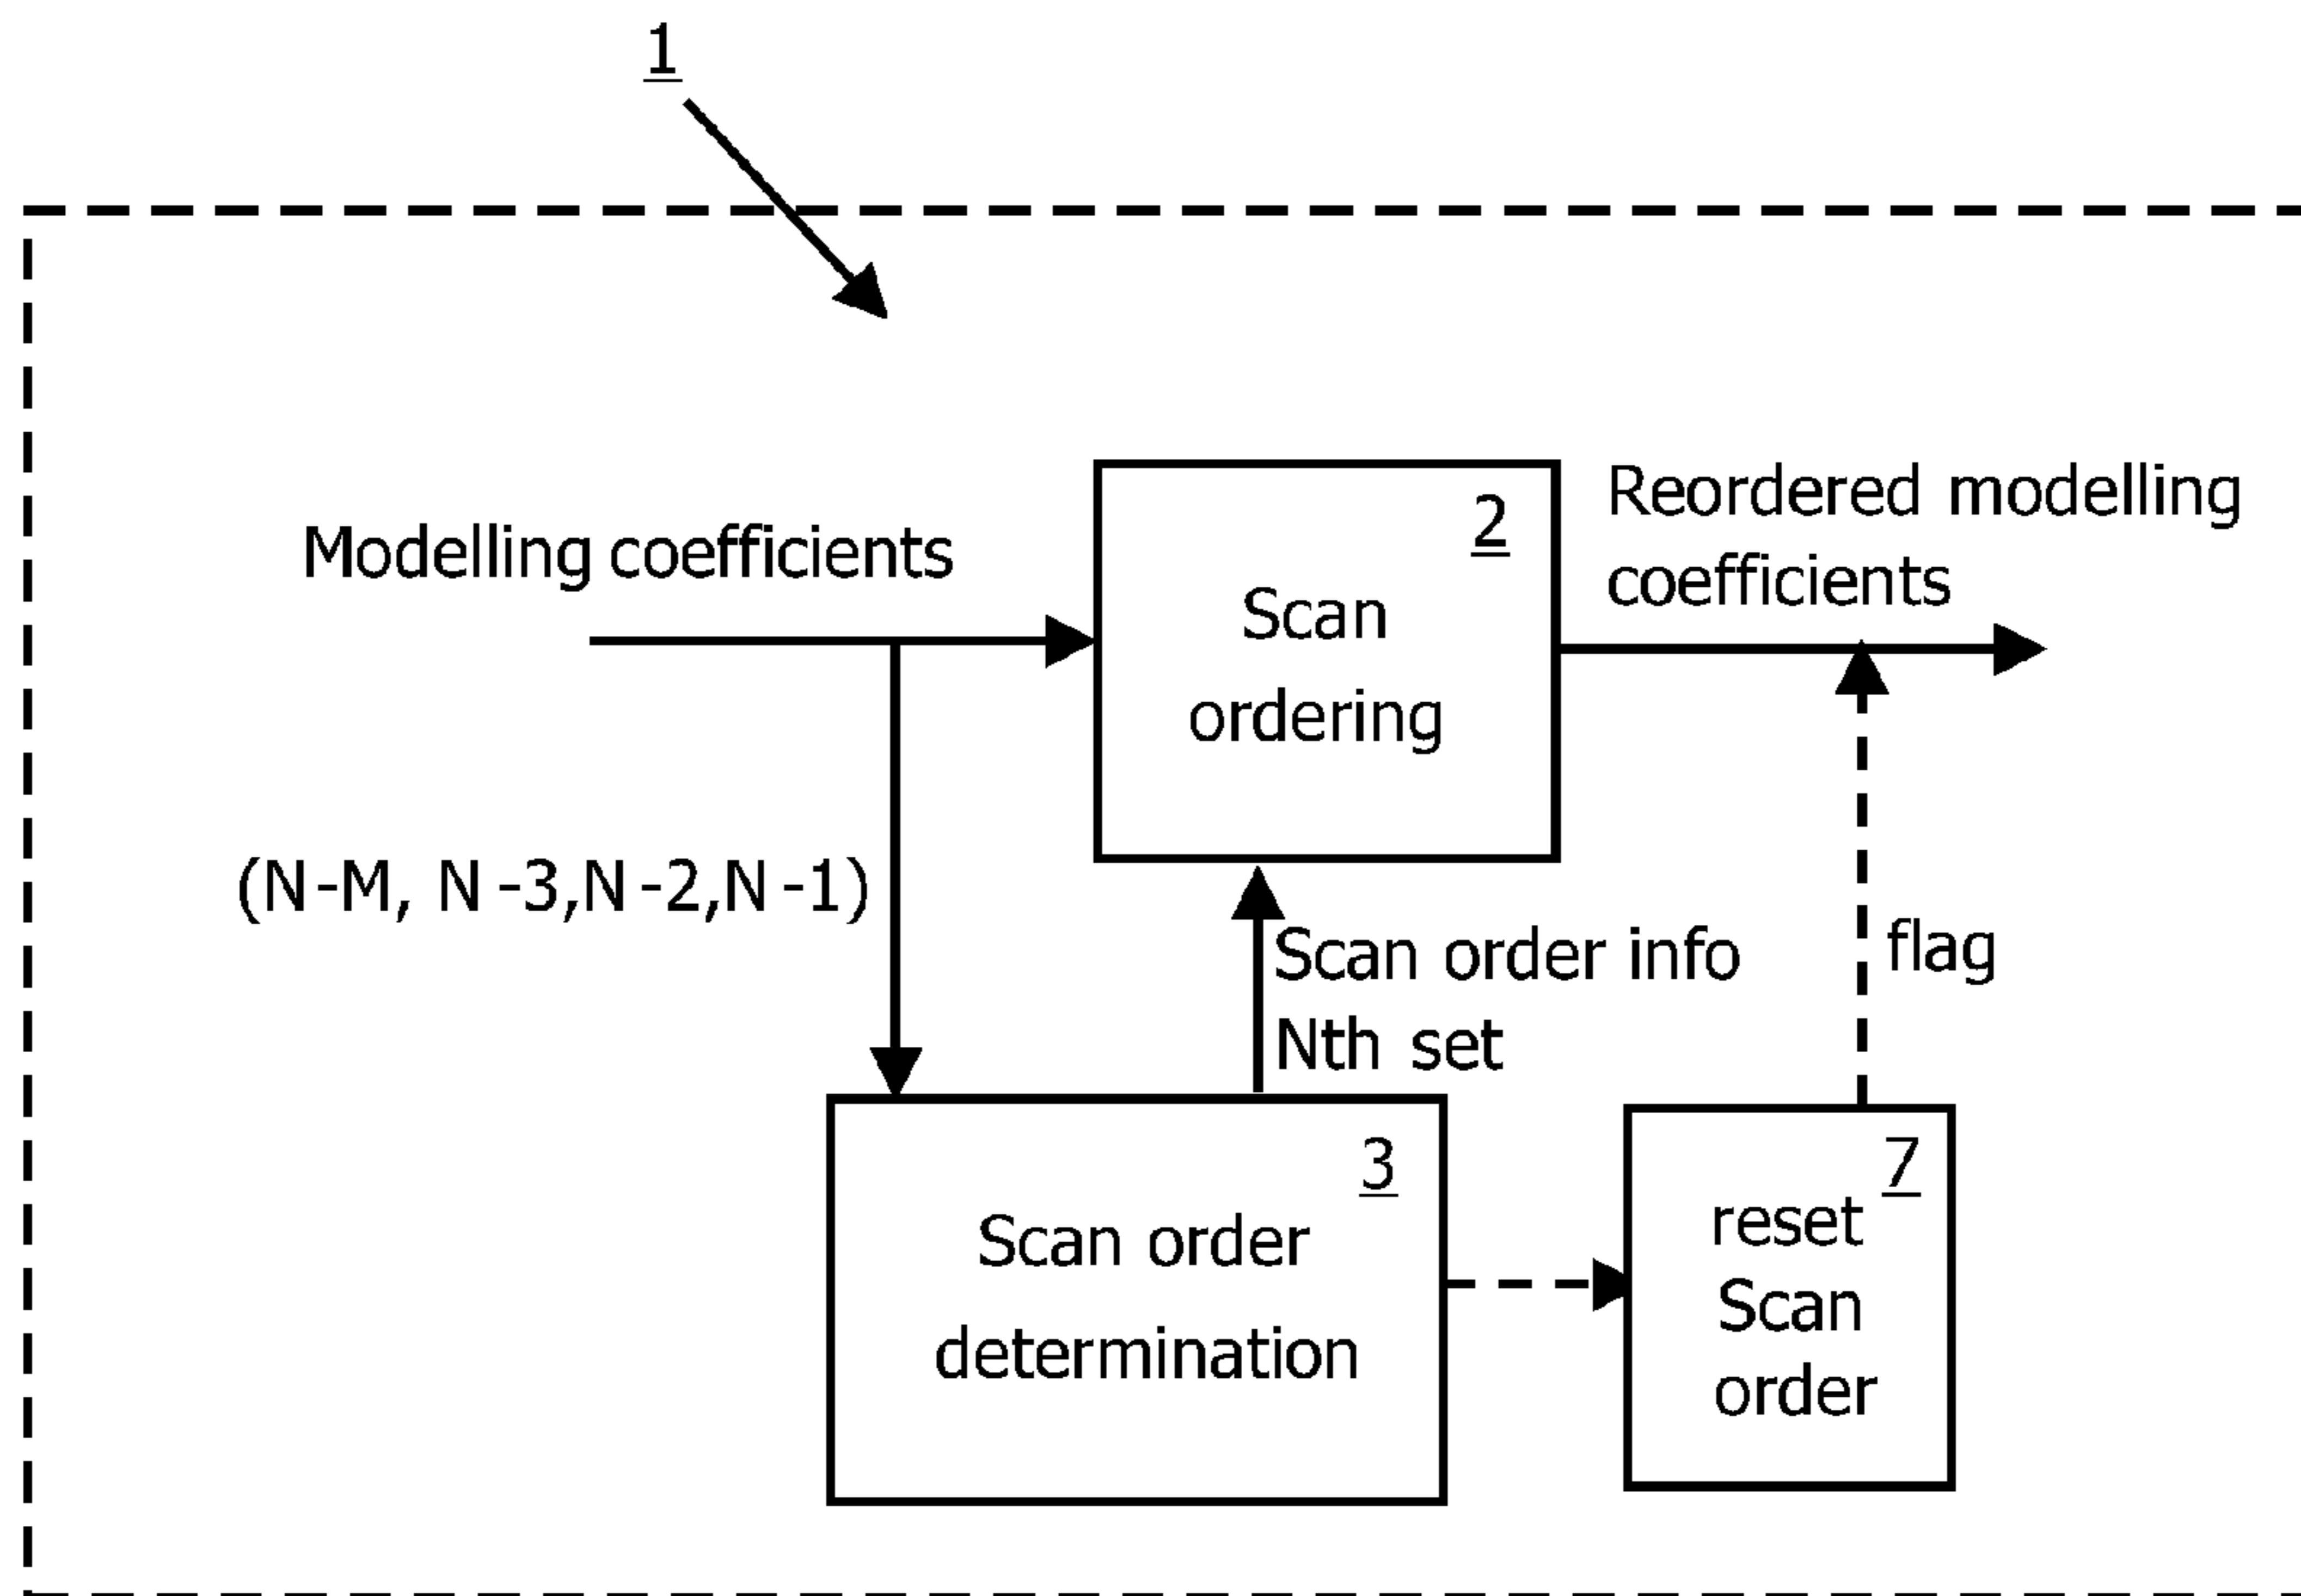 1
Modelling coefficients
2
Scan
ordering
Reordered modelling
coefficients
(N-M, N-3,N-2,N-1)
Scan order info
Nth set
flag
3
Scan order
determination
7
reset
Scan
order